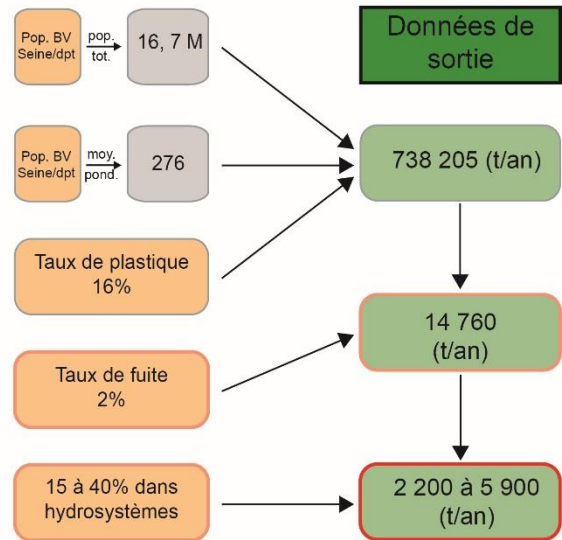 Pop. BV
Seine/dpt
pop.
tot.
16, 7 M
Données de
sortie
Pop. BV
Seine/dpt
moy.
pond.
276
738 205 (t/an)
Taux de plastique
16%
14 760
(t/an)
Taux de fuite
2%
15 à 40% dans
hydrosystèmes
2 200 à 5 900
(t/an)